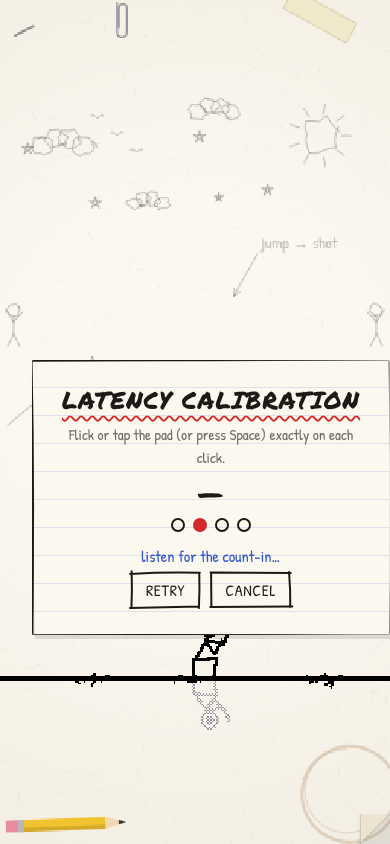 jump → shot
LATENCY CALIBRATION
Flick or tap the pad (or press Space) exactly on each
click.
–
listen for the count-in...
RETRY
CANCEL